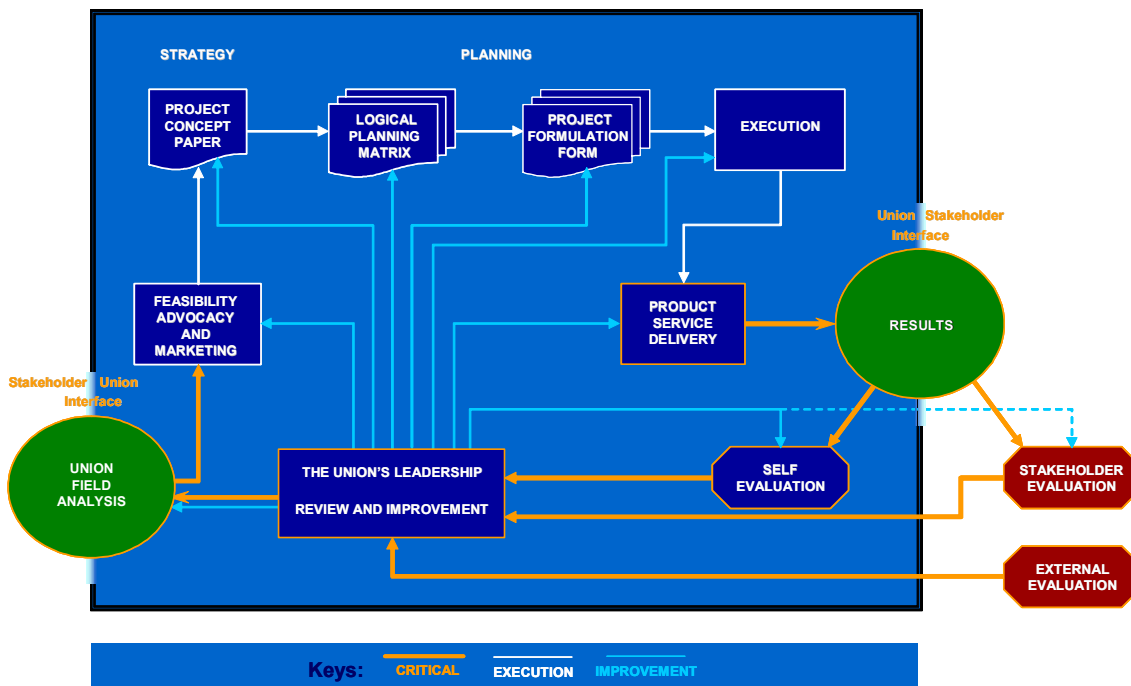 STRATEGY
PLANNING
PROJECT
CONCEPT
PAPER
LOGICAL
PLANNING
MATRIX
PROJECT
FORMULATION
FORM
EXECUTION
Union Stakeholder
Interface
FEASIBILITY
ADVOCACY
AND
MARKETING
PRODUCT
SERVICE
DELIVERY
RESULTS
Stakeholder Union
Interface
UNION
FIELD
ANALYSIS
THE UNION'S LEADERSHIP
REVIEW AND IMPROVEMENT
SELF
EVALUATION
STAKEHOLDER
EVALUATION
EXTERNAL
EVALUATION
Keys: CRITICAL EXECUTION IMPROVEMENT